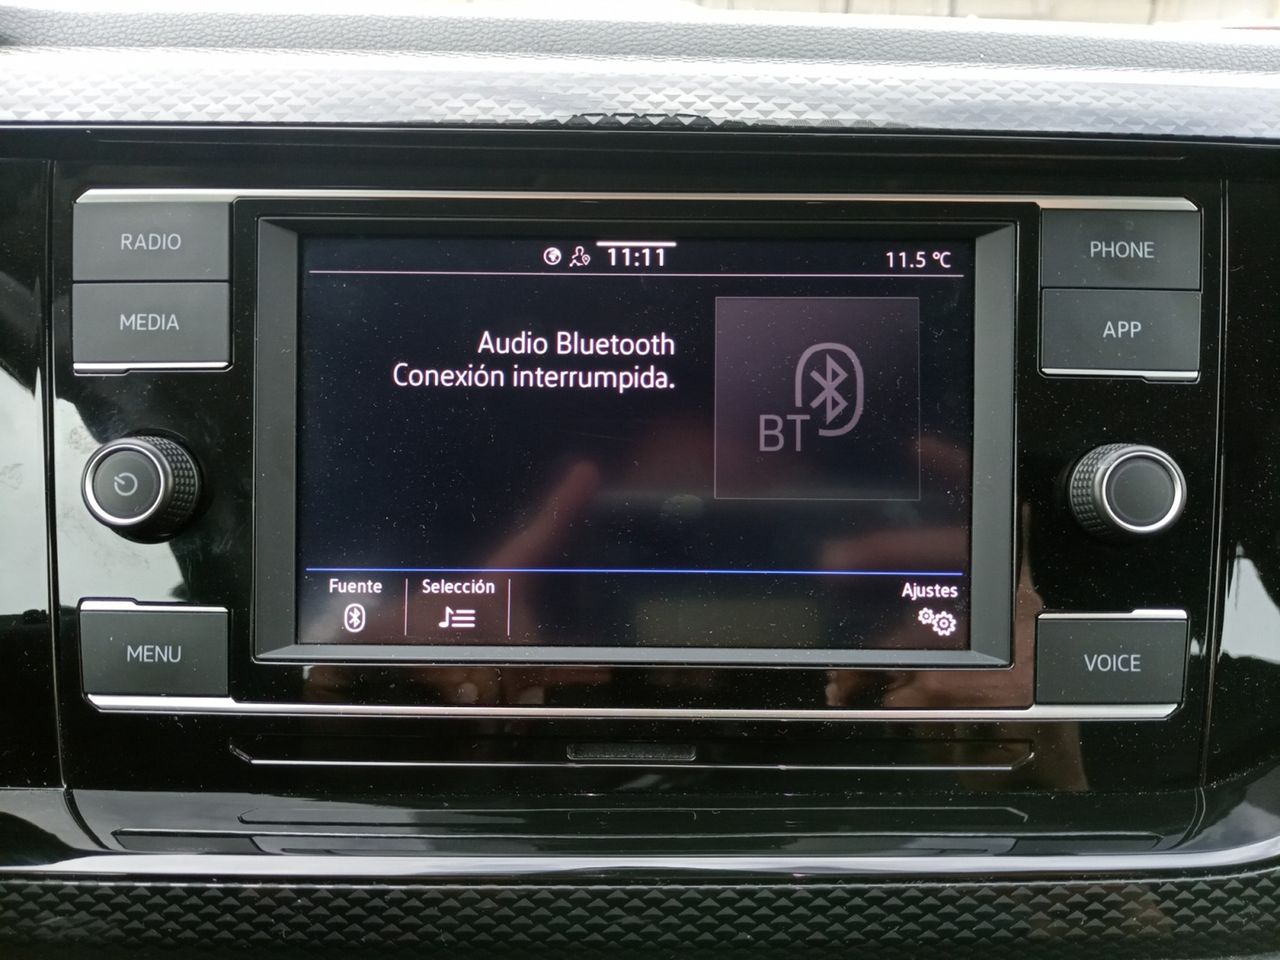 RADIO
MEDIA
MENU
11:11
11.5 °C
Audio Bluetooth
Conexión interrumpida.
BT
Fuente
Selección
Ajustes
PHONE
APP
VOICE